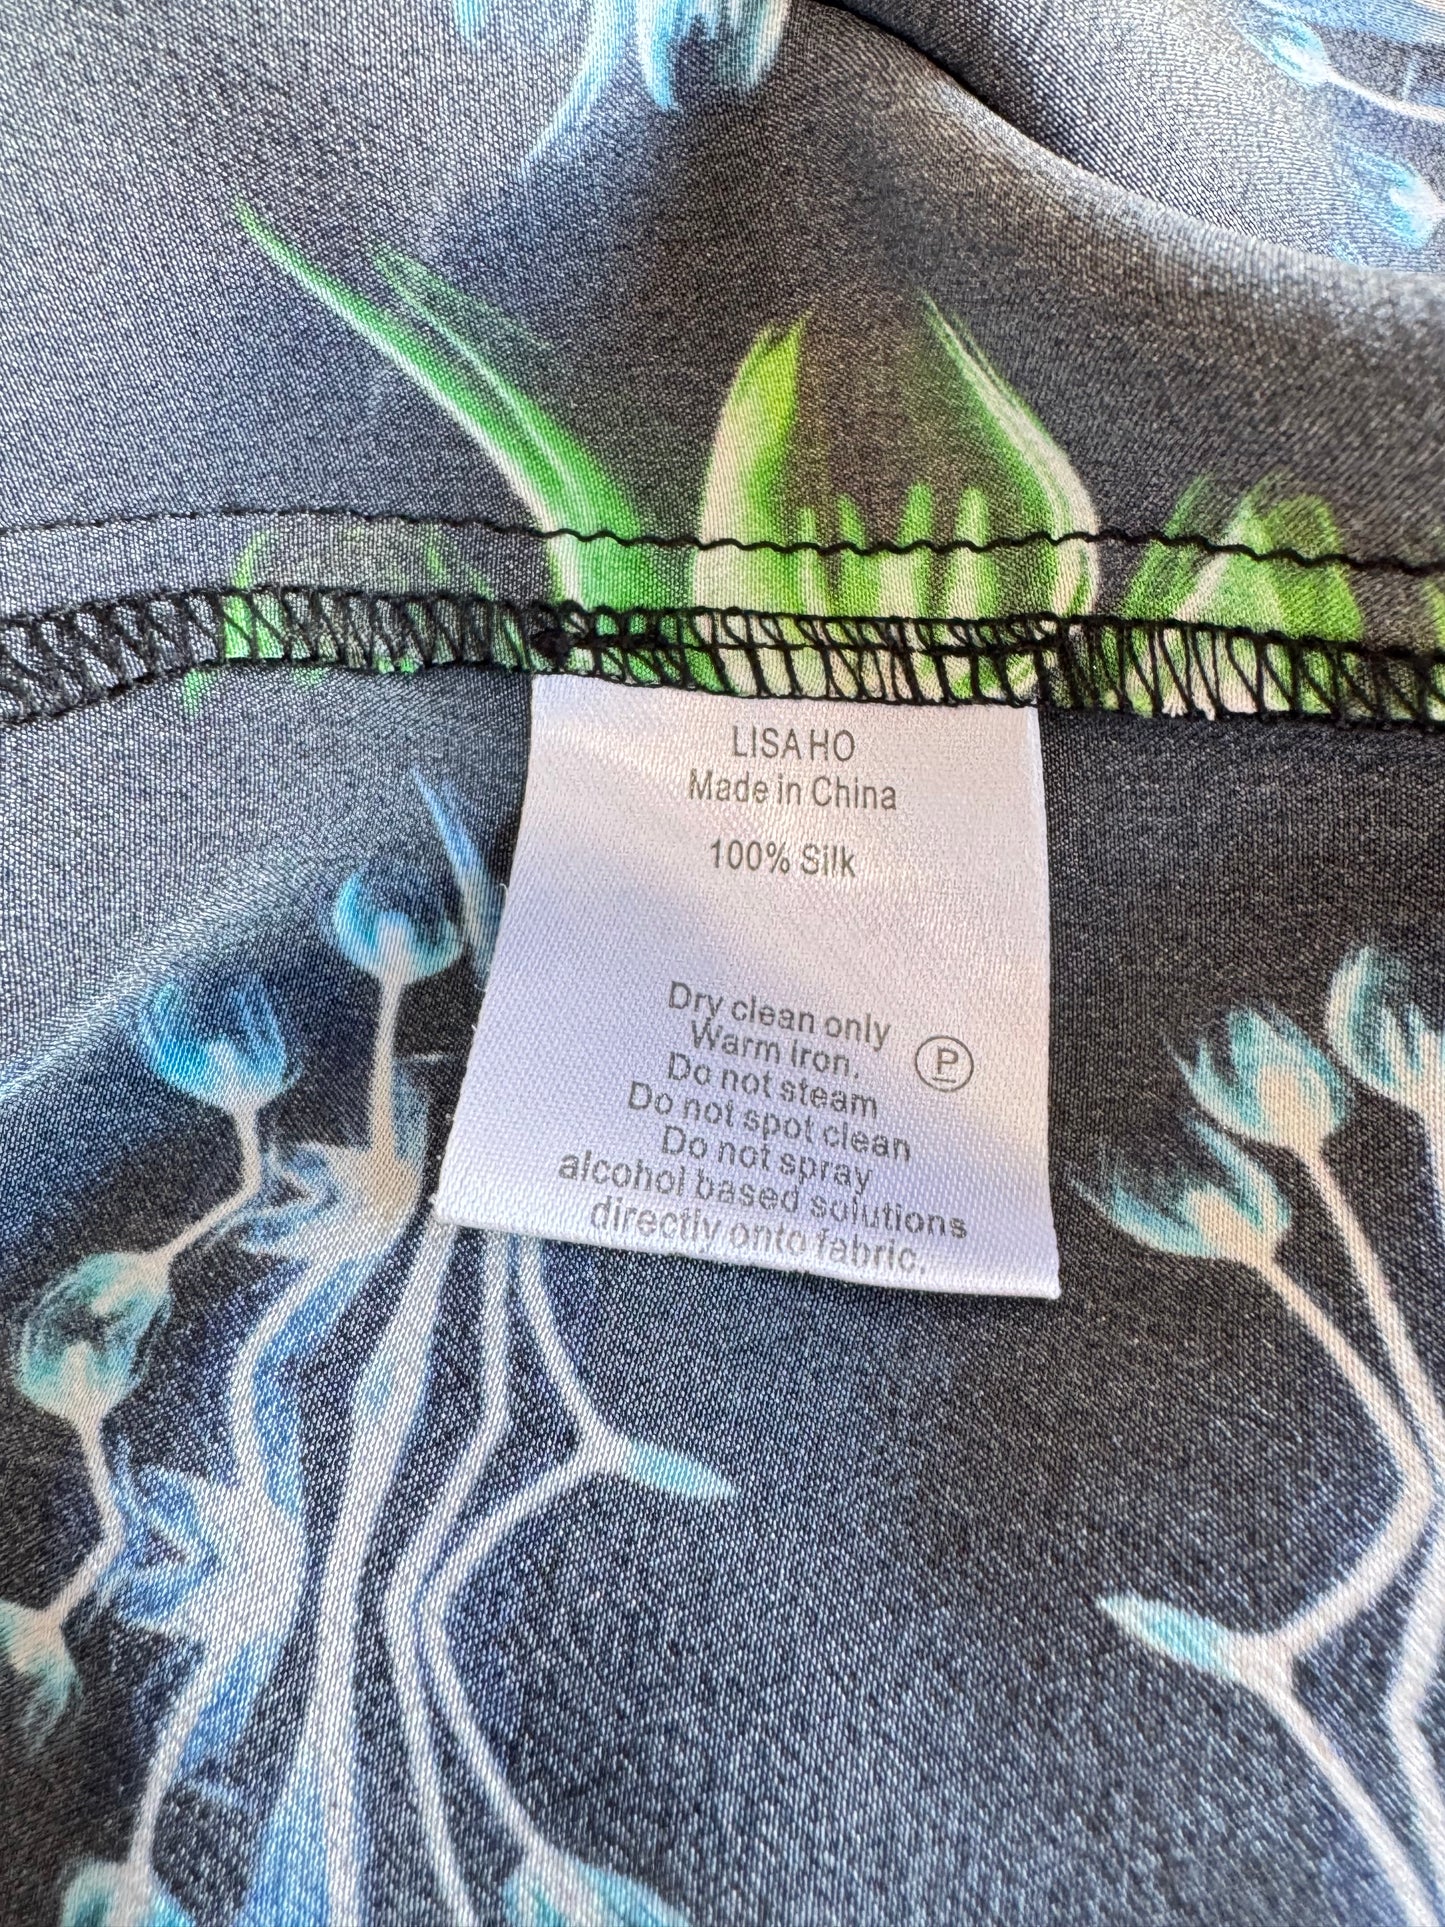 LISA HO
Made in China
100% Silk
Dry clean only
Warm iron.
P
Do not steam
Do not spot clean
Do not spray
alcohol based solutions
directly onto fabric.